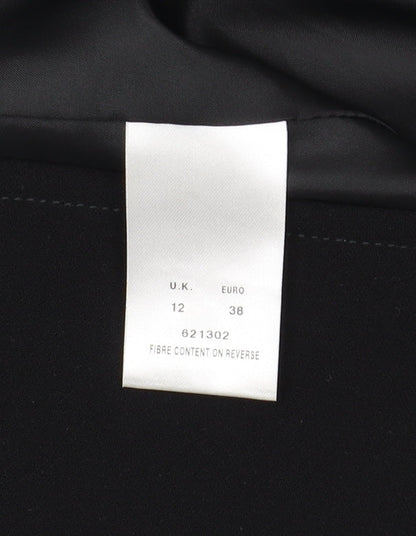 U.K. EURO
12 38
621302
FIBRE CONTENT ON REVERSE